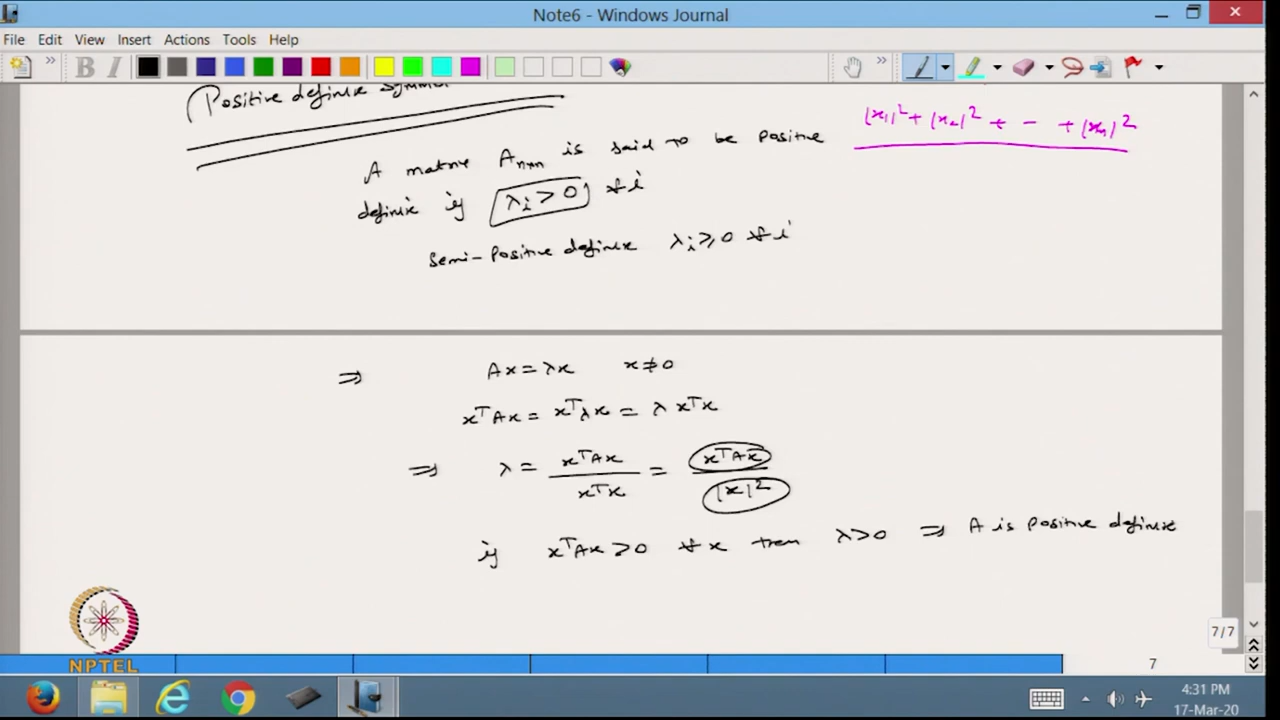 Note6 - Windows Journal
File Edit View Insert Actions Tools Help
Positive definite Symme
|x₁|² + |x₂|² + - + |xₙ|²
A matrix Aₙₓₙ is said to be positive
definite if λᵢ > 0 ∀ i
Semi-Positive definite λᵢ ≥ 0 ∀ i
⇒ Ax = λx x ≠ 0
xᵀAx = xᵀλx = λ xᵀx
⇒ λ = xᵀAx / xᵀx = xᵀAx / |x|²
if xᵀAx > 0 ∀ x then λ > 0 ⇒ A is positive definite
7/7
NPTEL
7
4:31 PM
17-Mar-20